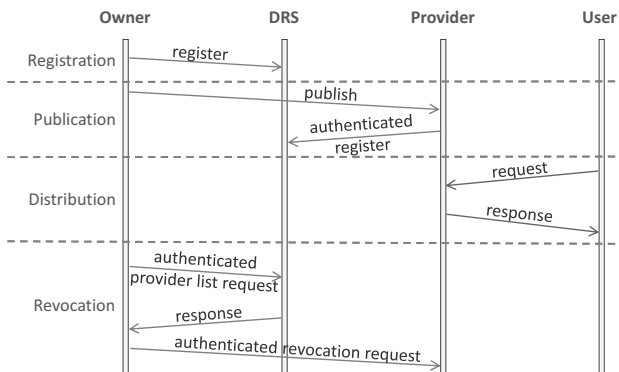 Owner DRS Provider User
Registration
register
publish
Publication
authenticated
register
request
Distribution
response
authenticated
provider list request
Revocation
response
authenticated revocation request